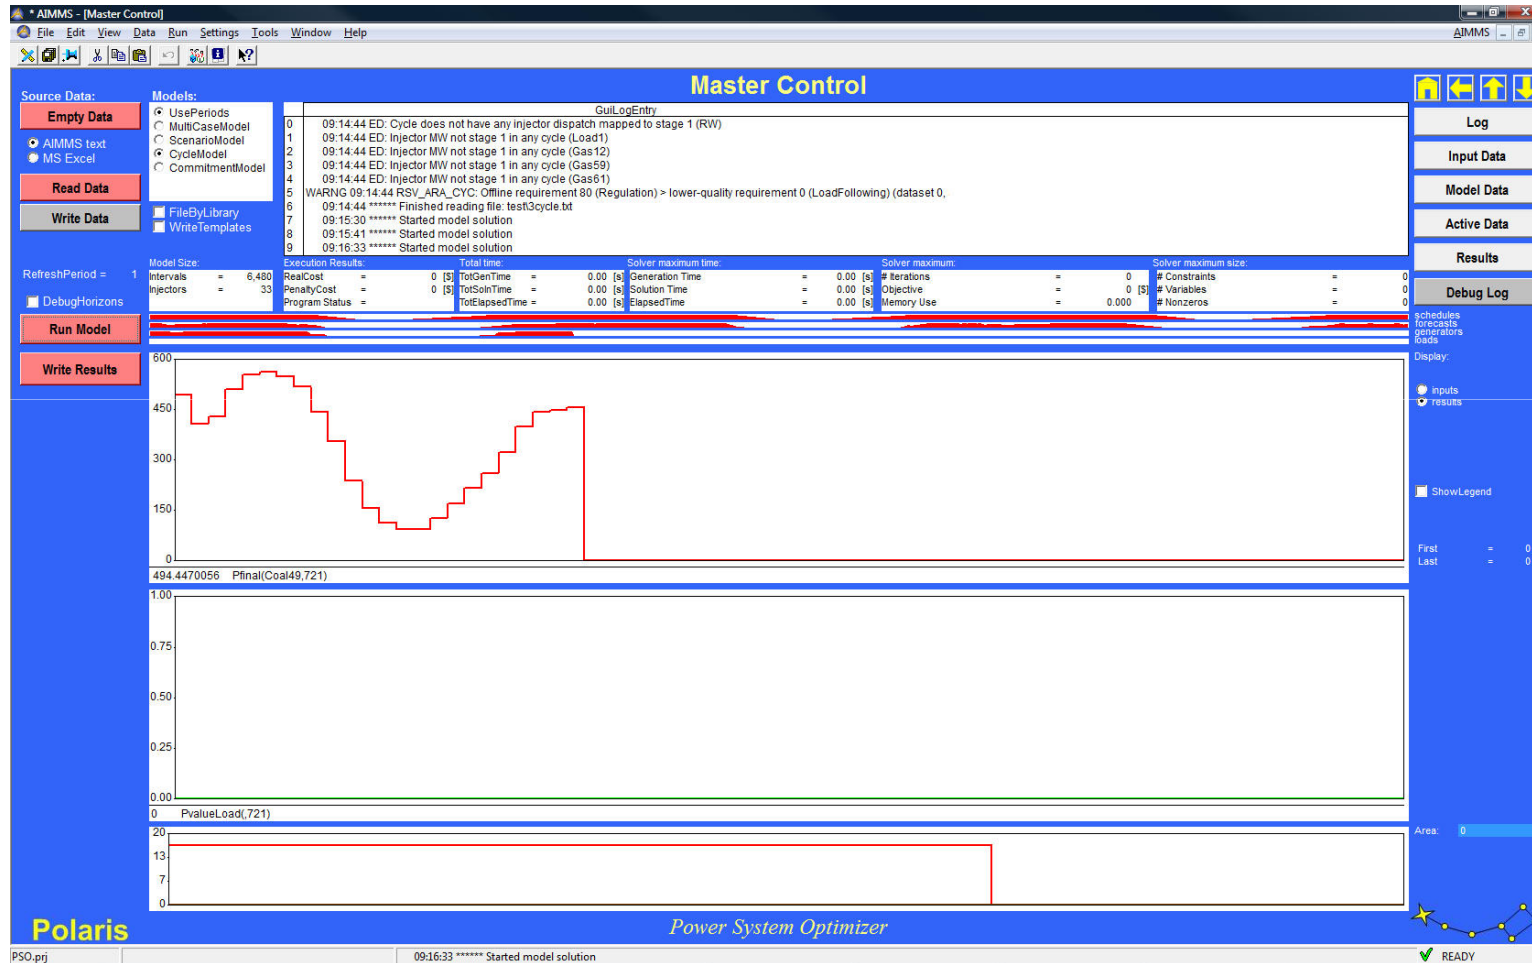 * AIMMS - [Master Control]
File Edit View Data Run Settings Tools Window Help
AIMMS
Master Control
Source Data:
Empty Data
AIMMS text
MS Excel
Read Data
Write Data
RefreshPeriod = 1
DebugHorizons
Run Model
Write Results
Models:
UsePeriods
MultiCaseModel
ScenarioModel
CycleModel
CommitmentModel
FileByLibrary
WriteTemplates
GuiLogEntry
0 09:14:44 ED: Cycle does not have any injector dispatch mapped to stage 1 (RW)
1 09:14:44 ED: Injector MW not stage 1 in any cycle (Load1)
2 09:14:44 ED: Injector MW not stage 1 in any cycle (Gas12)
3 09:14:44 ED: Injector MW not stage 1 in any cycle (Gas59)
4 09:14:44 ED: Injector MW not stage 1 in any cycle (Gas61)
5 WARNG 09:14:44 RSV_ARA_CYC: Offline requirement 80 (Regulation) > lower-quality requirement 0 (LoadFollowing) (dataset 0,
6 09:14:44 ****** Finished reading file: test\3cycle.txt
7 09:15:30 ****** Started model solution
8 09:15:41 ****** Started model solution
9 09:16:33 ****** Started model solution
Model Size: Execution Results: Total time: Solver maximum time: Solver maximum: Solver maximum size:
Intervals = 6,480 RealCost = 0 [$] TotGenTime = 0.00 [s] Generation Time = 0.00 [s] # Iterations = 0 # Constraints = 0
Injectors = 33 PenaltyCost = 0 [$] TotSolnTime = 0.00 [s] Solution Time = 0.00 [s] Objective = 0 [$] # Variables = 0
Program Status = TotElapsedTime = 0.00 [s] ElapsedTime = 0.00 [s] Memory Use = 0.000 # Nonzeros = 0
Log
Input Data
Model Data
Active Data
Results
Debug Log
schedules
forecasts
generators
loads
Display:
inputs
results
ShowLegend
First = 0
Last = 0
600
450
300
150
0
494.4470056 Pfinal(Coal49,721)
1.00
0.75
0.50
0.25
0.00
0 PvalueLoad(,721)
20
13
7
0
Area: 0
Polaris
Power System Optimizer
PSO.prj
09:16:33 ****** Started model solution
READY